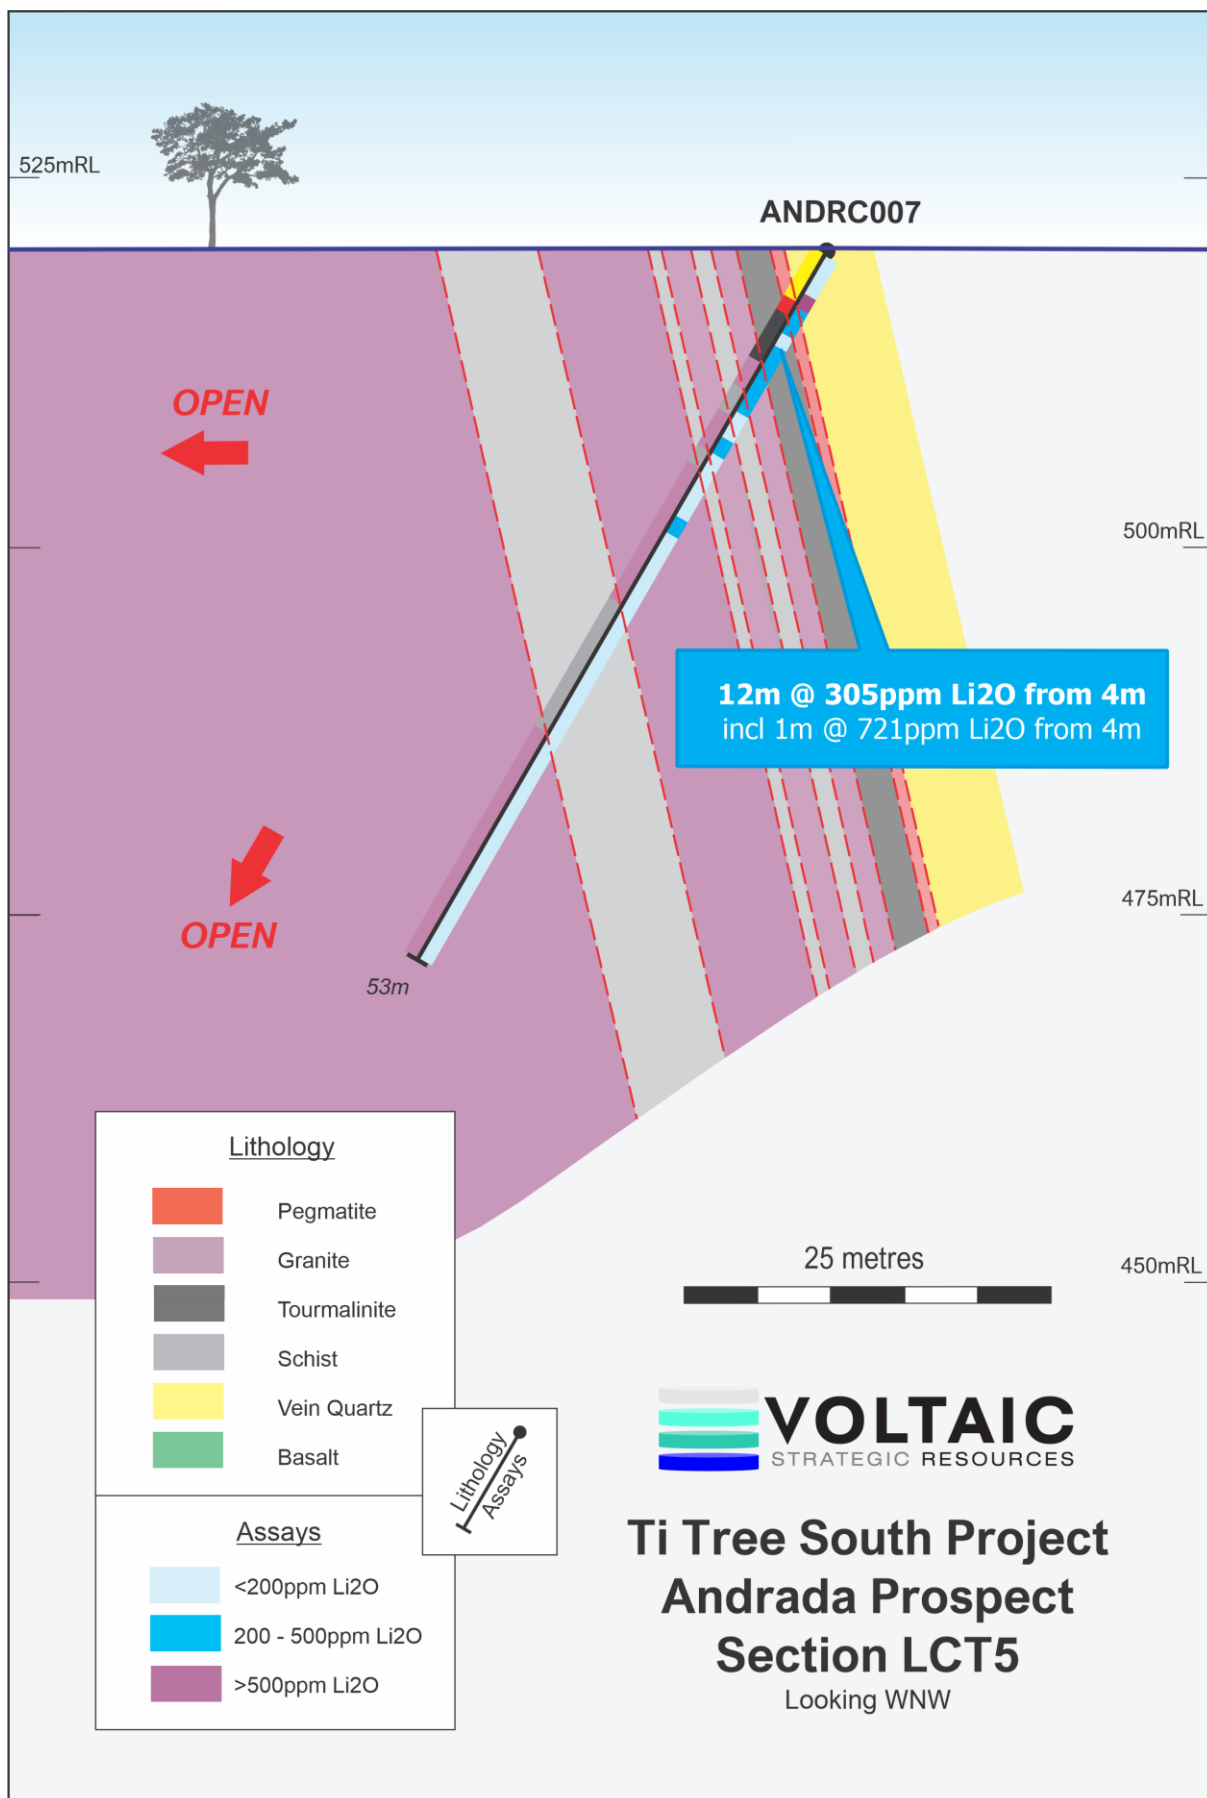 525mRL
ANDRC007
OPEN
500mRL
12m @ 305ppm Li2O from 4m
incl 1m @ 721ppm Li2O from 4m
475mRL
OPEN
53m
Lithology
Pegmatite
Granite
Tourmalinite
Schist
Vein Quartz
Basalt
Lithology
Assays
Assays
<200ppm Li2O
200 - 500ppm Li2O
>500ppm Li2O
25 metres
450mRL
VOLTAIC
STRATEGIC RESOURCES
Ti Tree South Project
Andrada Prospect
Section LCT5
Looking WNW